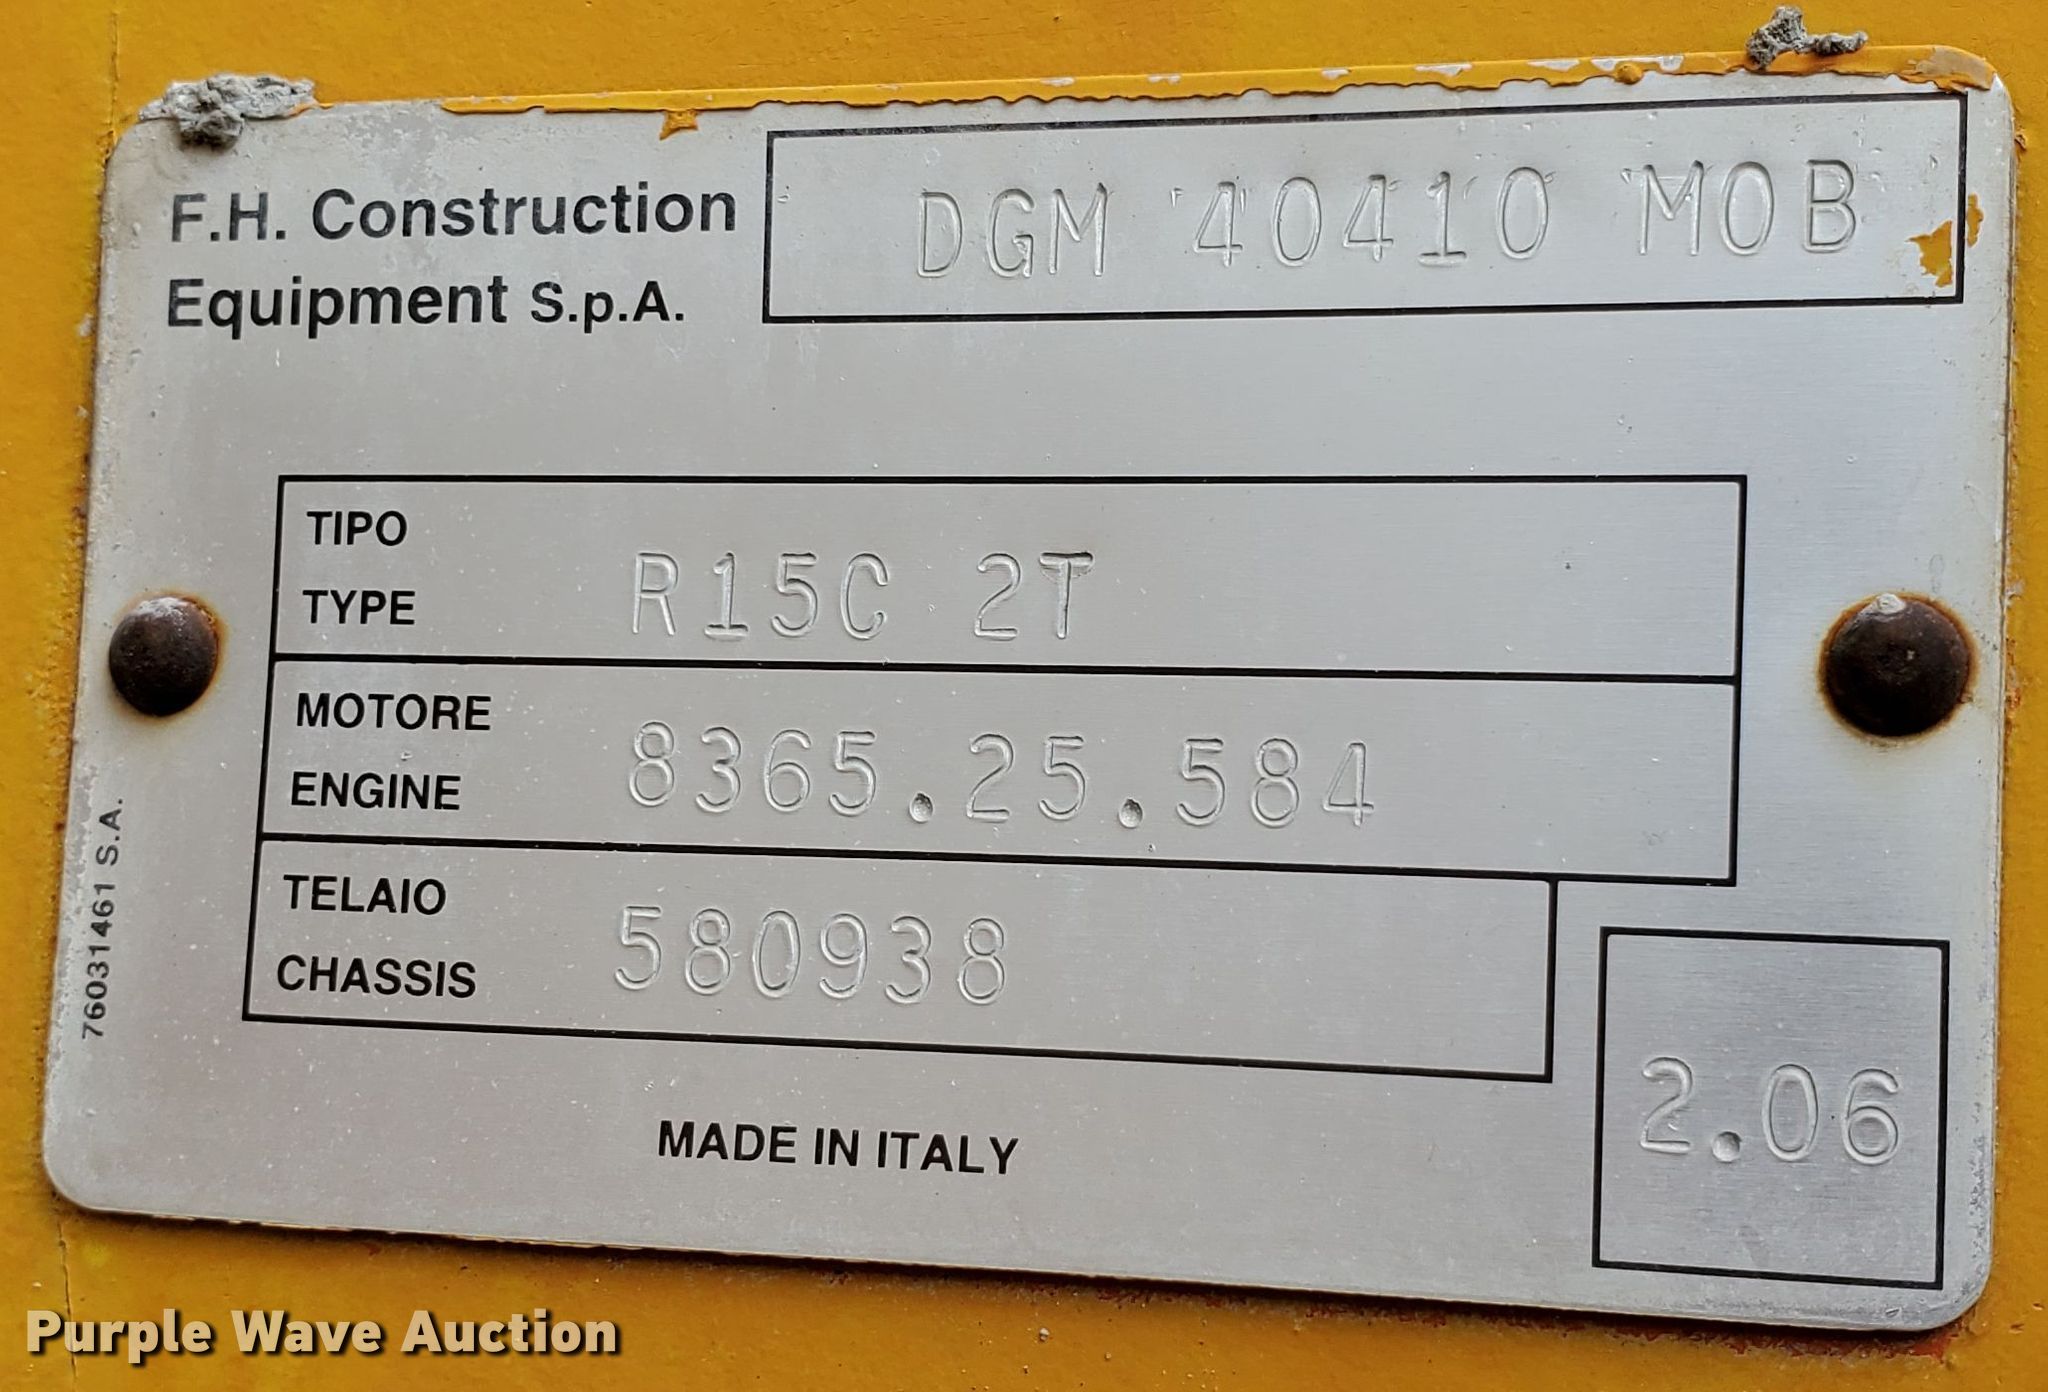 F.H. Construction
Equipment S.p.A.
DGM 40410 MOB
TIPO
TYPE
R15C 2T
MOTORE
ENGINE
8365.25.584
TELAIO
CHASSIS
580938
76031461 S.A.
2.06
MADE IN ITALY
Purple Wave Auction